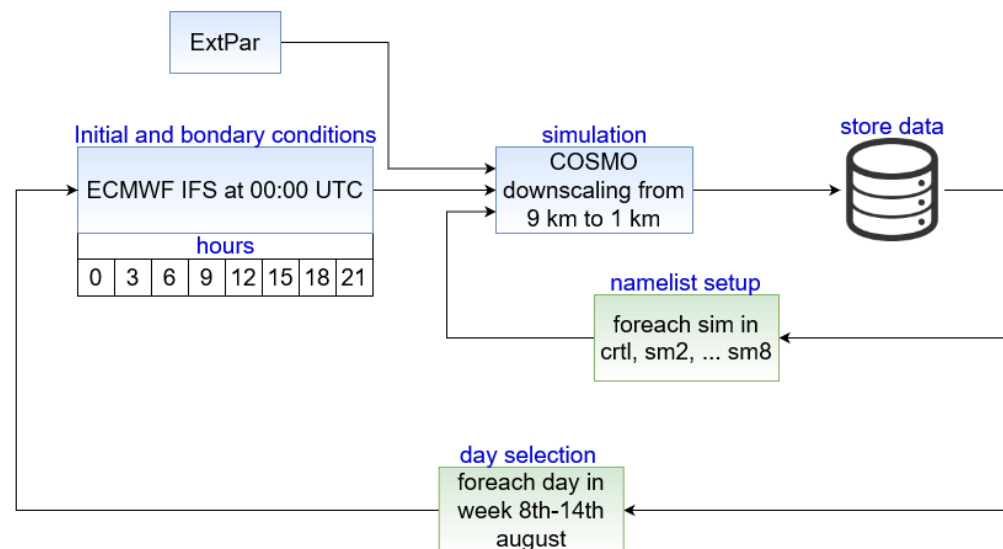 ExtPar
Initial and bondary conditions
ECMWF IFS at 00:00 UTC
hours
0 3 6 9 12 15 18 21
simulation
COSMO
downscaling from
9 km to 1 km
store data
namelist setup
foreach sim in
crtl, sm2, ... sm8
day selection
foreach day in
week 8th-14th
august